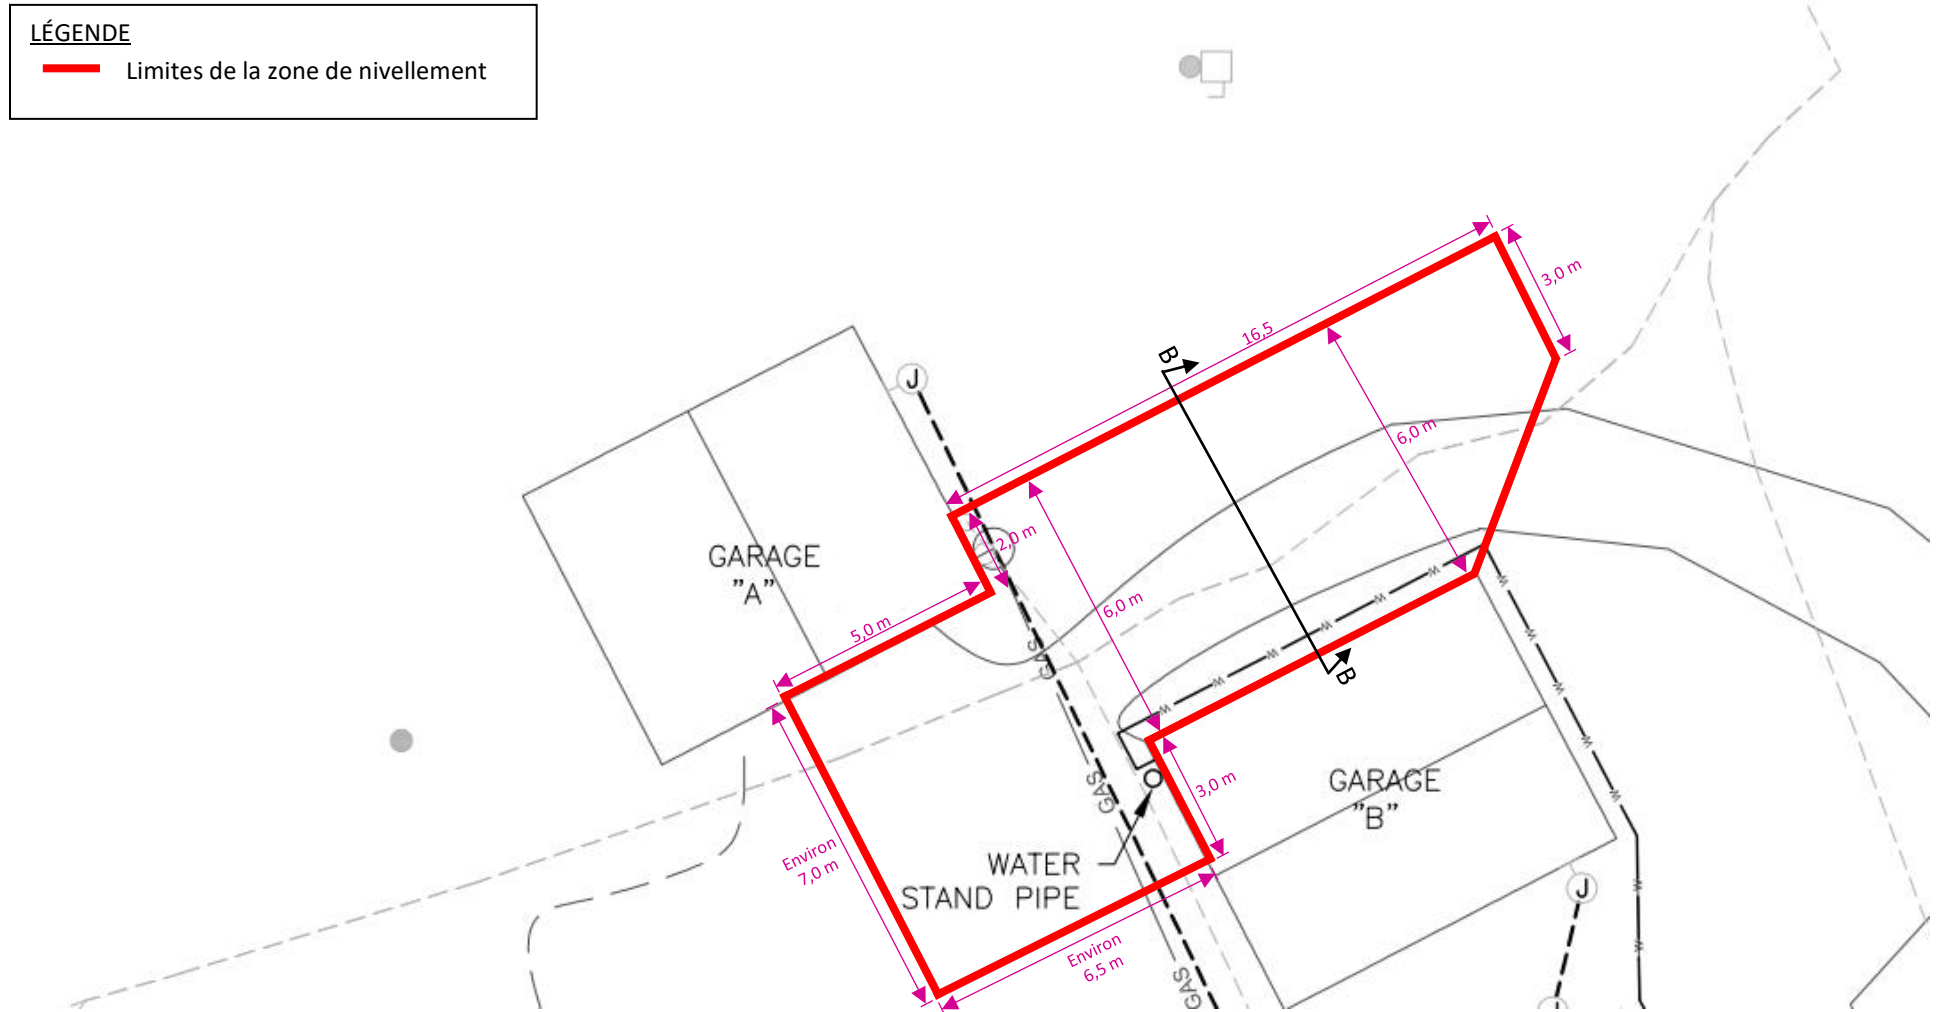 LÉGENDE
Limites de la zone de nivellement
3,0 m
16,5
B
J
6,0 m
2,0 m
GARAGE
"A"
6,0 m
5,0 m
W
W
W
W
W
W
W
W
W
W
W
W
W
GAS
B
GAS
GAS
3,0 m
GARAGE
"B"
Environ
7,0 m
WATER
STAND PIPE
J
Environ
6,5 m